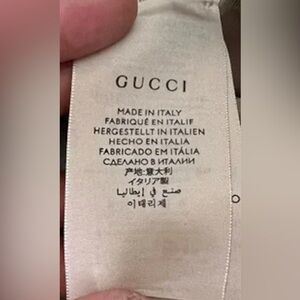 GUCCI
MADE IN ITALY
FABRIQUÉ EN ITALIE
HERGESTELLT IN ITALIEN
HECHO EN ITALIA
FABRICADO EM ITÁLIA
СДЕЛАНО В ИТАЛИИ
产地:意大利
イタリア製
صنع في إيطاليا
이태리제